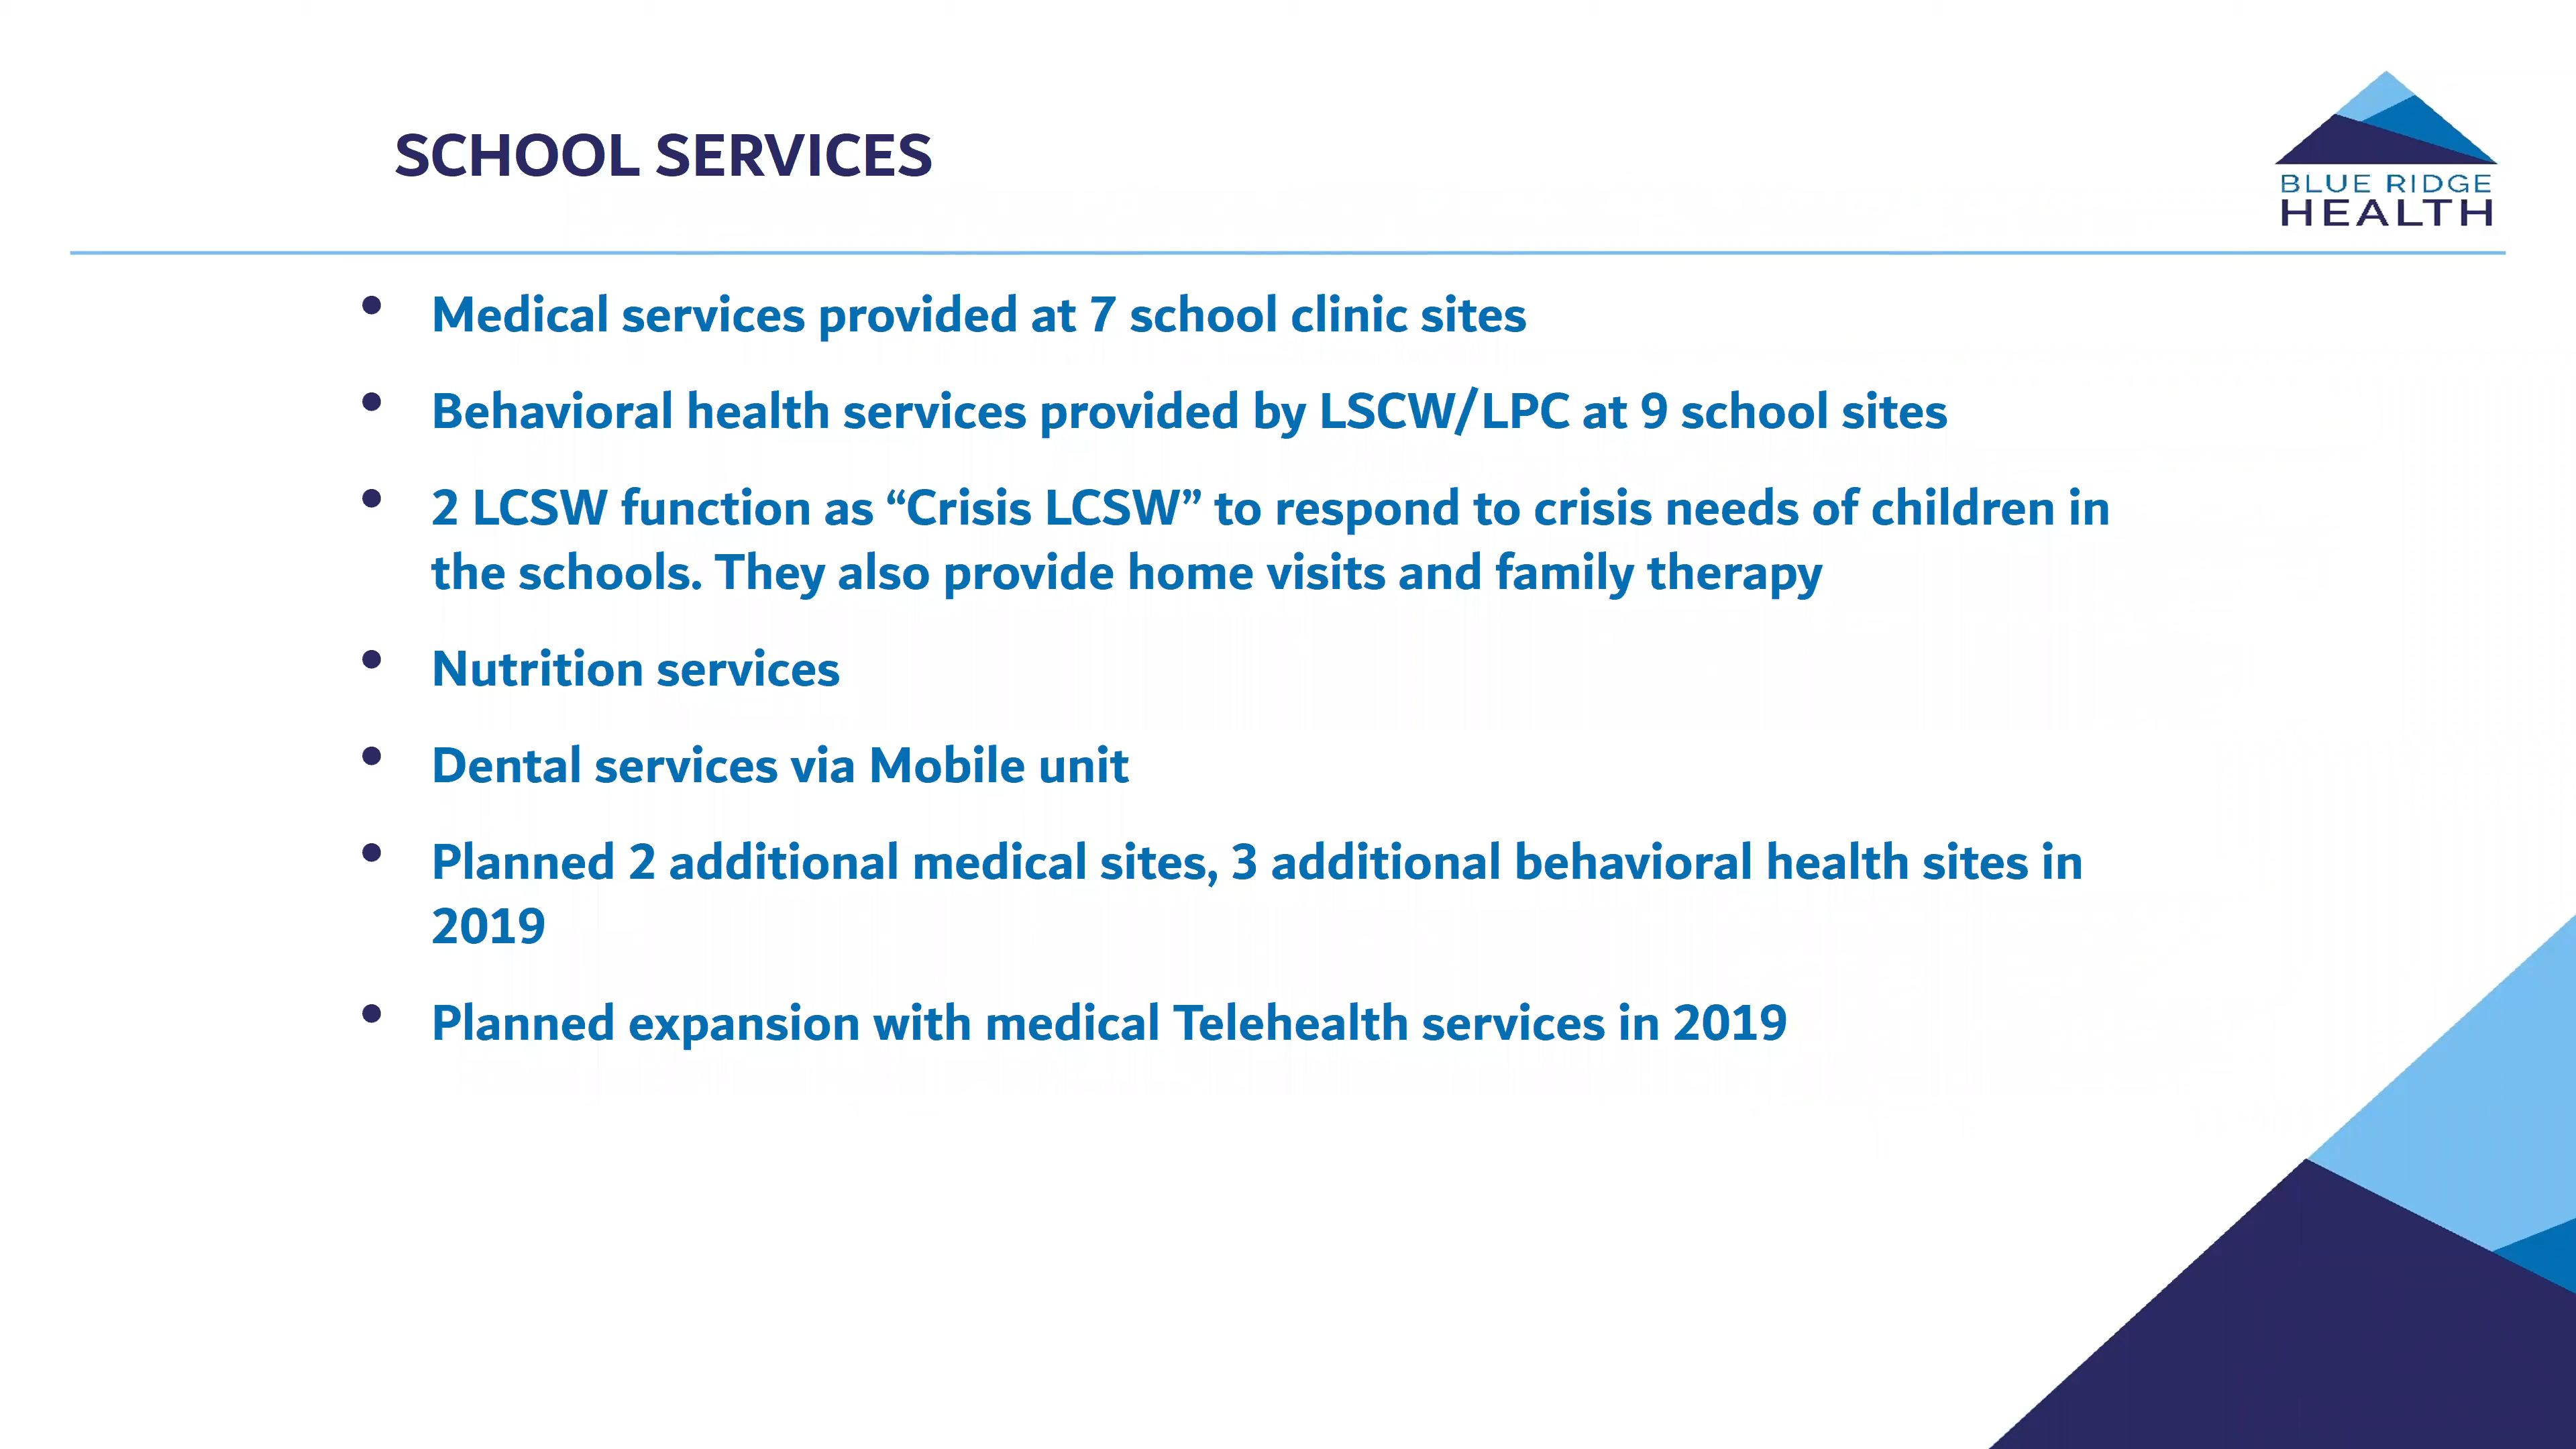 SCHOOL SERVICES
BLUE RIDGE
HEALTH
• Medical services provided at 7 school clinic sites
• Behavioral health services provided by LSCW/LPC at 9 school sites
• 2 LCSW function as “Crisis LCSW” to respond to crisis needs of children in
the schools. They also provide home visits and family therapy
• Nutrition services
• Dental services via Mobile unit
• Planned 2 additional medical sites, 3 additional behavioral health sites in
2019
• Planned expansion with medical Telehealth services in 2019